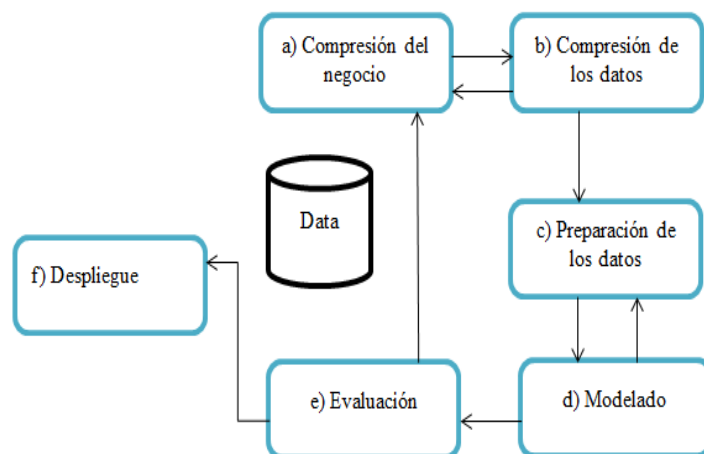 a) Compresión del
negocio
b) Compresión de
los datos
Data
c) Preparación de
los datos
f) Despliegue
e) Evaluación
d) Modelado